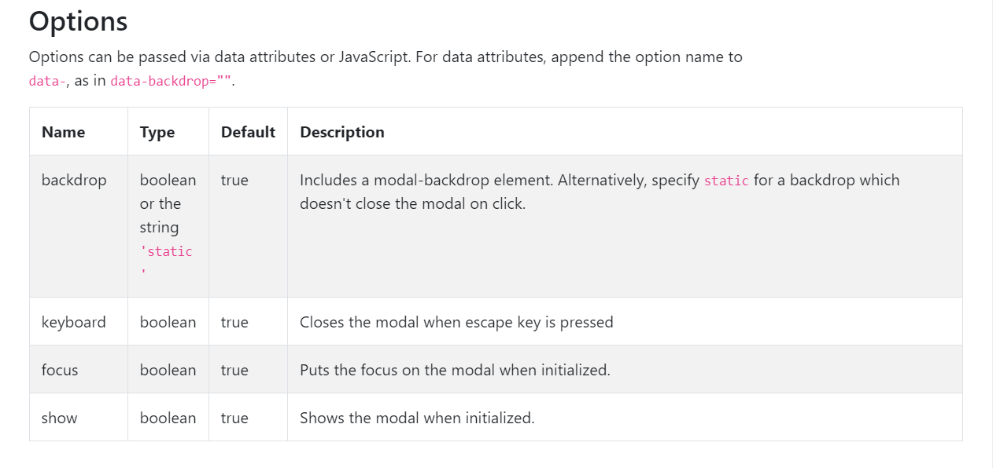 Options
Options can be passed via data attributes or JavaScript. For data attributes, append the option name to
data-, as in data-backdrop="".
Name Type Default Description
backdrop boolean true Includes a modal-backdrop element. Alternatively, specify static for a backdrop which
or the doesn't close the modal on click.
string
'static
'
keyboard boolean true Closes the modal when escape key is pressed
focus boolean true Puts the focus on the modal when initialized.
show boolean true Shows the modal when initialized.